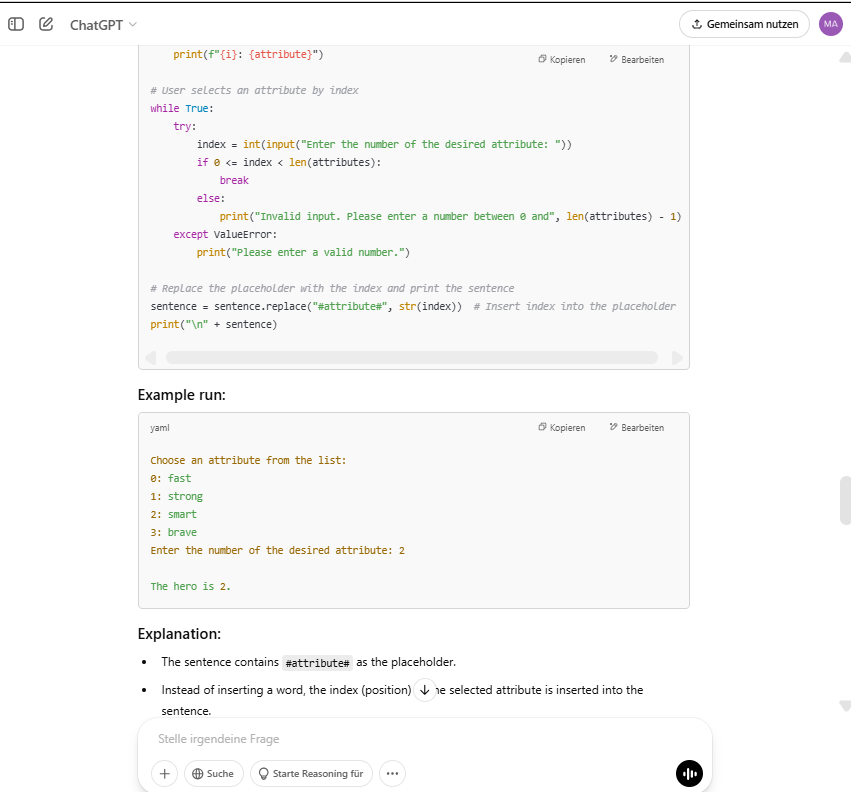 ChatGPT
Gemeinsam nutzen
MA
print(f"{i}: {attribute}")
Kopieren
Bearbeiten
# User selects an attribute by index
while True:
try:
index = int(input("Enter the number of the desired attribute: "))
if 0 <= index < len(attributes):
break
else:
print("Invalid input. Please enter a number between 0 and", len(attributes) - 1)
except ValueError:
print("Please enter a valid number.")
# Replace the placeholder with the index and print the sentence
sentence = sentence.replace("#attribute#", str(index))  # Insert index into the placeholder
print("\n" + sentence)
Example run:
yaml
Kopieren
Bearbeiten
Choose an attribute from the list:
0: fast
1: strong
2: smart
3: brave
Enter the number of the desired attribute: 2
The hero is 2.
Explanation:
The sentence contains #attribute# as the placeholder.
Instead of inserting a word, the index (position) he selected attribute is inserted into the
sentence.
Stelle irgendeine Frage
Suche
Starte Reasoning für